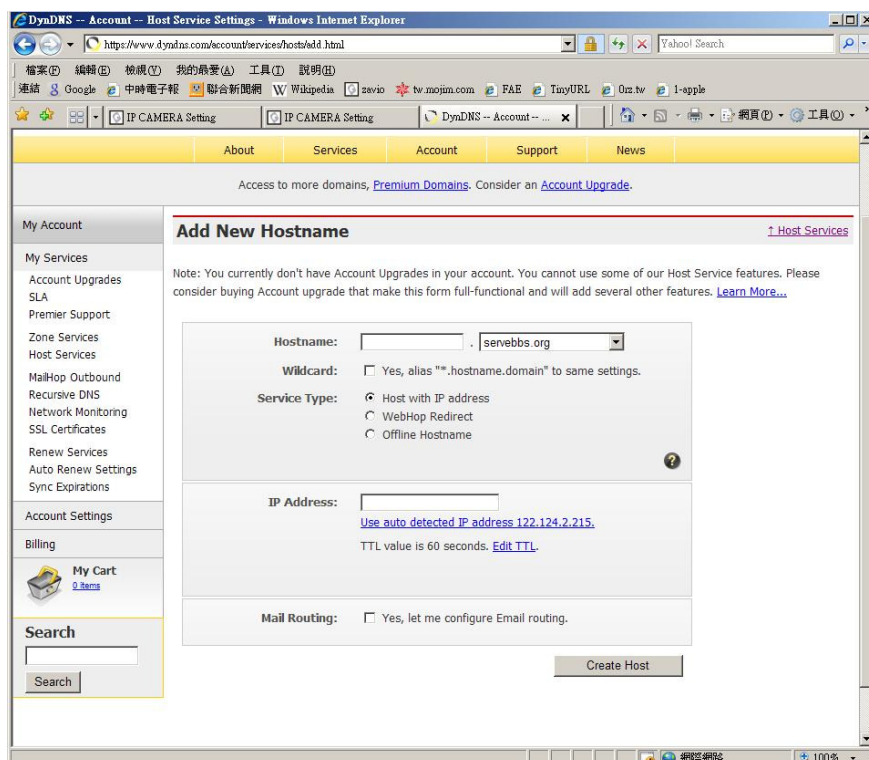 DynDNS -- Account -- Host Service Settings - Windows Internet Explorer
https://www.dyndns.com/account/services/hosts/add.html
Yahoo! Search
檔案(F) 編輯(E) 檢視(V) 我的最愛(A) 工具(T) 說明(H)
連結 Google 中時電子報 聯合新聞網 Wikipedia zavio tw.mojim.com FAE TinyURL 0rz.tw 1-apple
IP CAMERA Setting IP CAMERA Setting DynDNS -- Account -- ... 網頁(P) 工具(O)
About Services Account Support News
Access to more domains, Premium Domains. Consider an Account Upgrade.
My Account
My Services
Account Upgrades
SLA
Premier Support
Zone Services
Host Services
MailHop Outbound
Recursive DNS
Network Monitoring
SSL Certificates
Renew Services
Auto Renew Settings
Sync Expirations
Account Settings
Billing
My Cart
0 items
Search
Search
Add New Hostname
↑ Host Services
Note: You currently don't have Account Upgrades in your account. You cannot use some of our Host Service features. Please
consider buying Account upgrade that make this form full-functional and will add several other features. Learn More...
Hostname: . servebbs.org
Wildcard: Yes, alias "*.hostname.domain" to same settings.
Service Type: Host with IP address
WebHop Redirect
Offline Hostname
?
IP Address:
Use auto detected IP address 122.124.2.215.
TTL value is 60 seconds. Edit TTL.
Mail Routing: Yes, let me configure Email routing.
Create Host
網際網路 100%